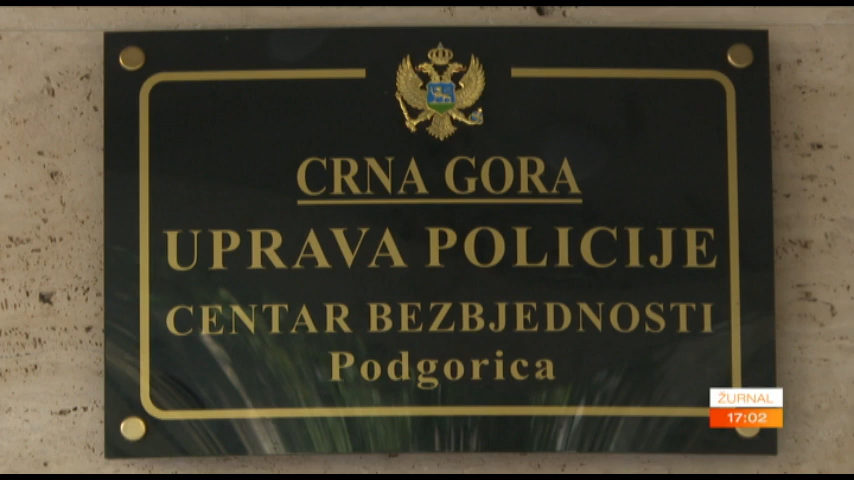 CRNA GORA
UPRAVA POLICIJE
CENTAR BEZBJEDNOSTI
Podgorica
ŽURNAL
17:02